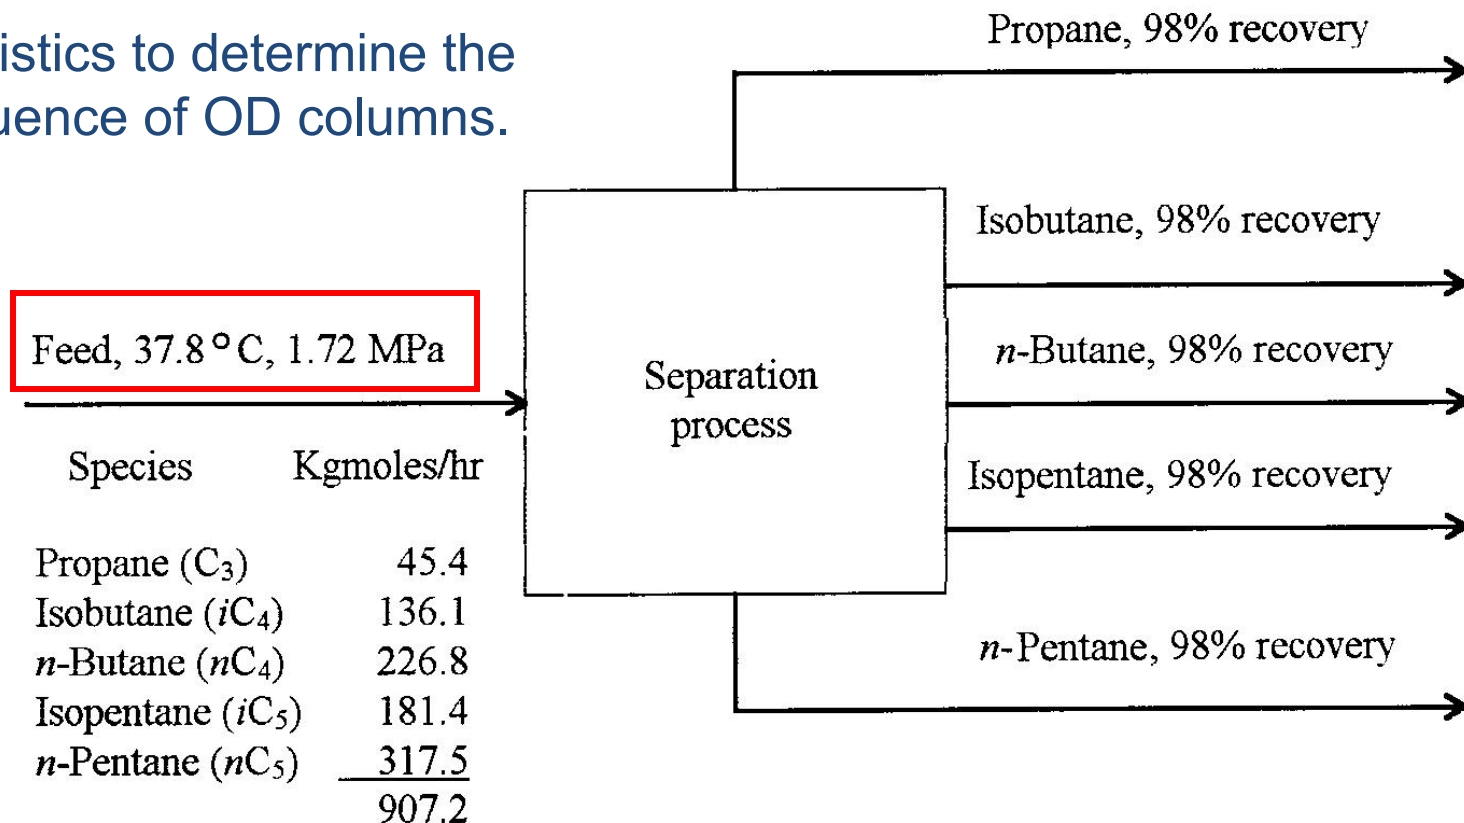 istics to determine the
uence of OD columns.
Propane, 98% recovery
Isobutane, 98% recovery
Feed, 37.8°C, 1.72 MPa
n-Butane, 98% recovery
Separation
process
Species Kgmoles/hr
Isopentane, 98% recovery
Propane (C₃) 45.4
Isobutane (iC₄) 136.1
n-Butane (nC₄) 226.8
Isopentane (iC₅) 181.4
n-Pentane (nC₅) 317.5
907.2
n-Pentane, 98% recovery